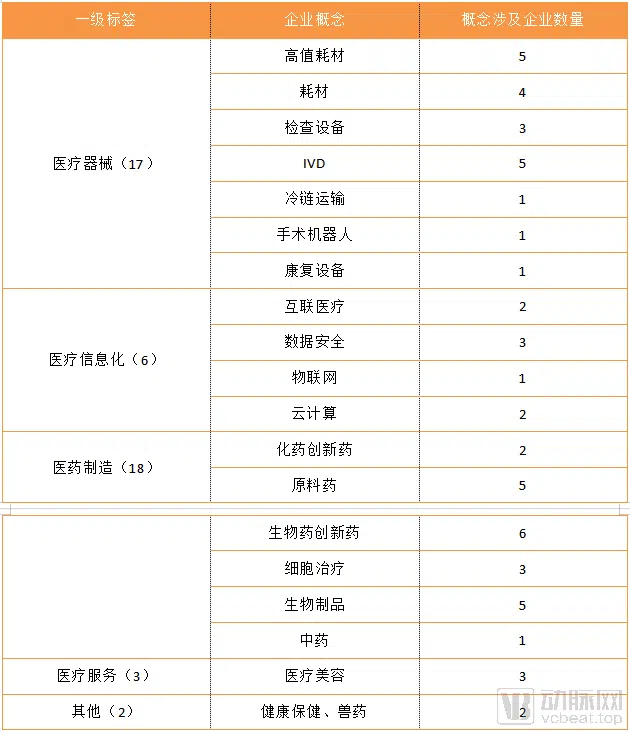 一级标签 企业概念 概念涉及企业数量
高值耗材 5
耗材 4
检查设备 3
医疗器械（17） IVD 5
冷链运输 1
手术机器人 1
康复设备 1
互联医疗 2
医疗信息化（6） 数据安全 3
物联网 1
云计算 2
医药制造（18） 化药创新药 2
原料药 5
生物药创新药 6
细胞治疗 3
生物制品 5
中药 1
医疗服务（3） 医疗美容 3
其他（2） 健康保健、兽药 2
动脉网
vcbeat.top